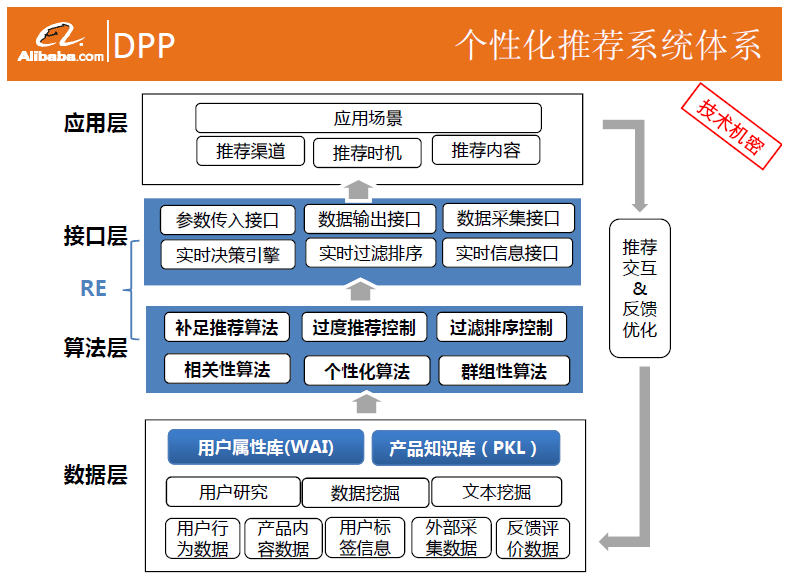 Alibaba.com
DPP
个性化推荐系统体系
技术机密
应用层
应用场景
推荐渠道
推荐时机
推荐内容
接口层
参数传入接口
数据输出接口
数据采集接口
实时决策引擎
实时过滤排序
实时信息接口
RE
推荐
交互
&
反馈
优化
算法层
补足推荐算法
过度推荐控制
过滤排序控制
相关性算法
个性化算法
群组性算法
数据层
用户属性库(WAI)
产品知识库（PKL）
用户研究
数据挖掘
文本挖掘
用户行
为数据
产品内
容数据
用户标
签信息
外部采
集数据
反馈评
价数据